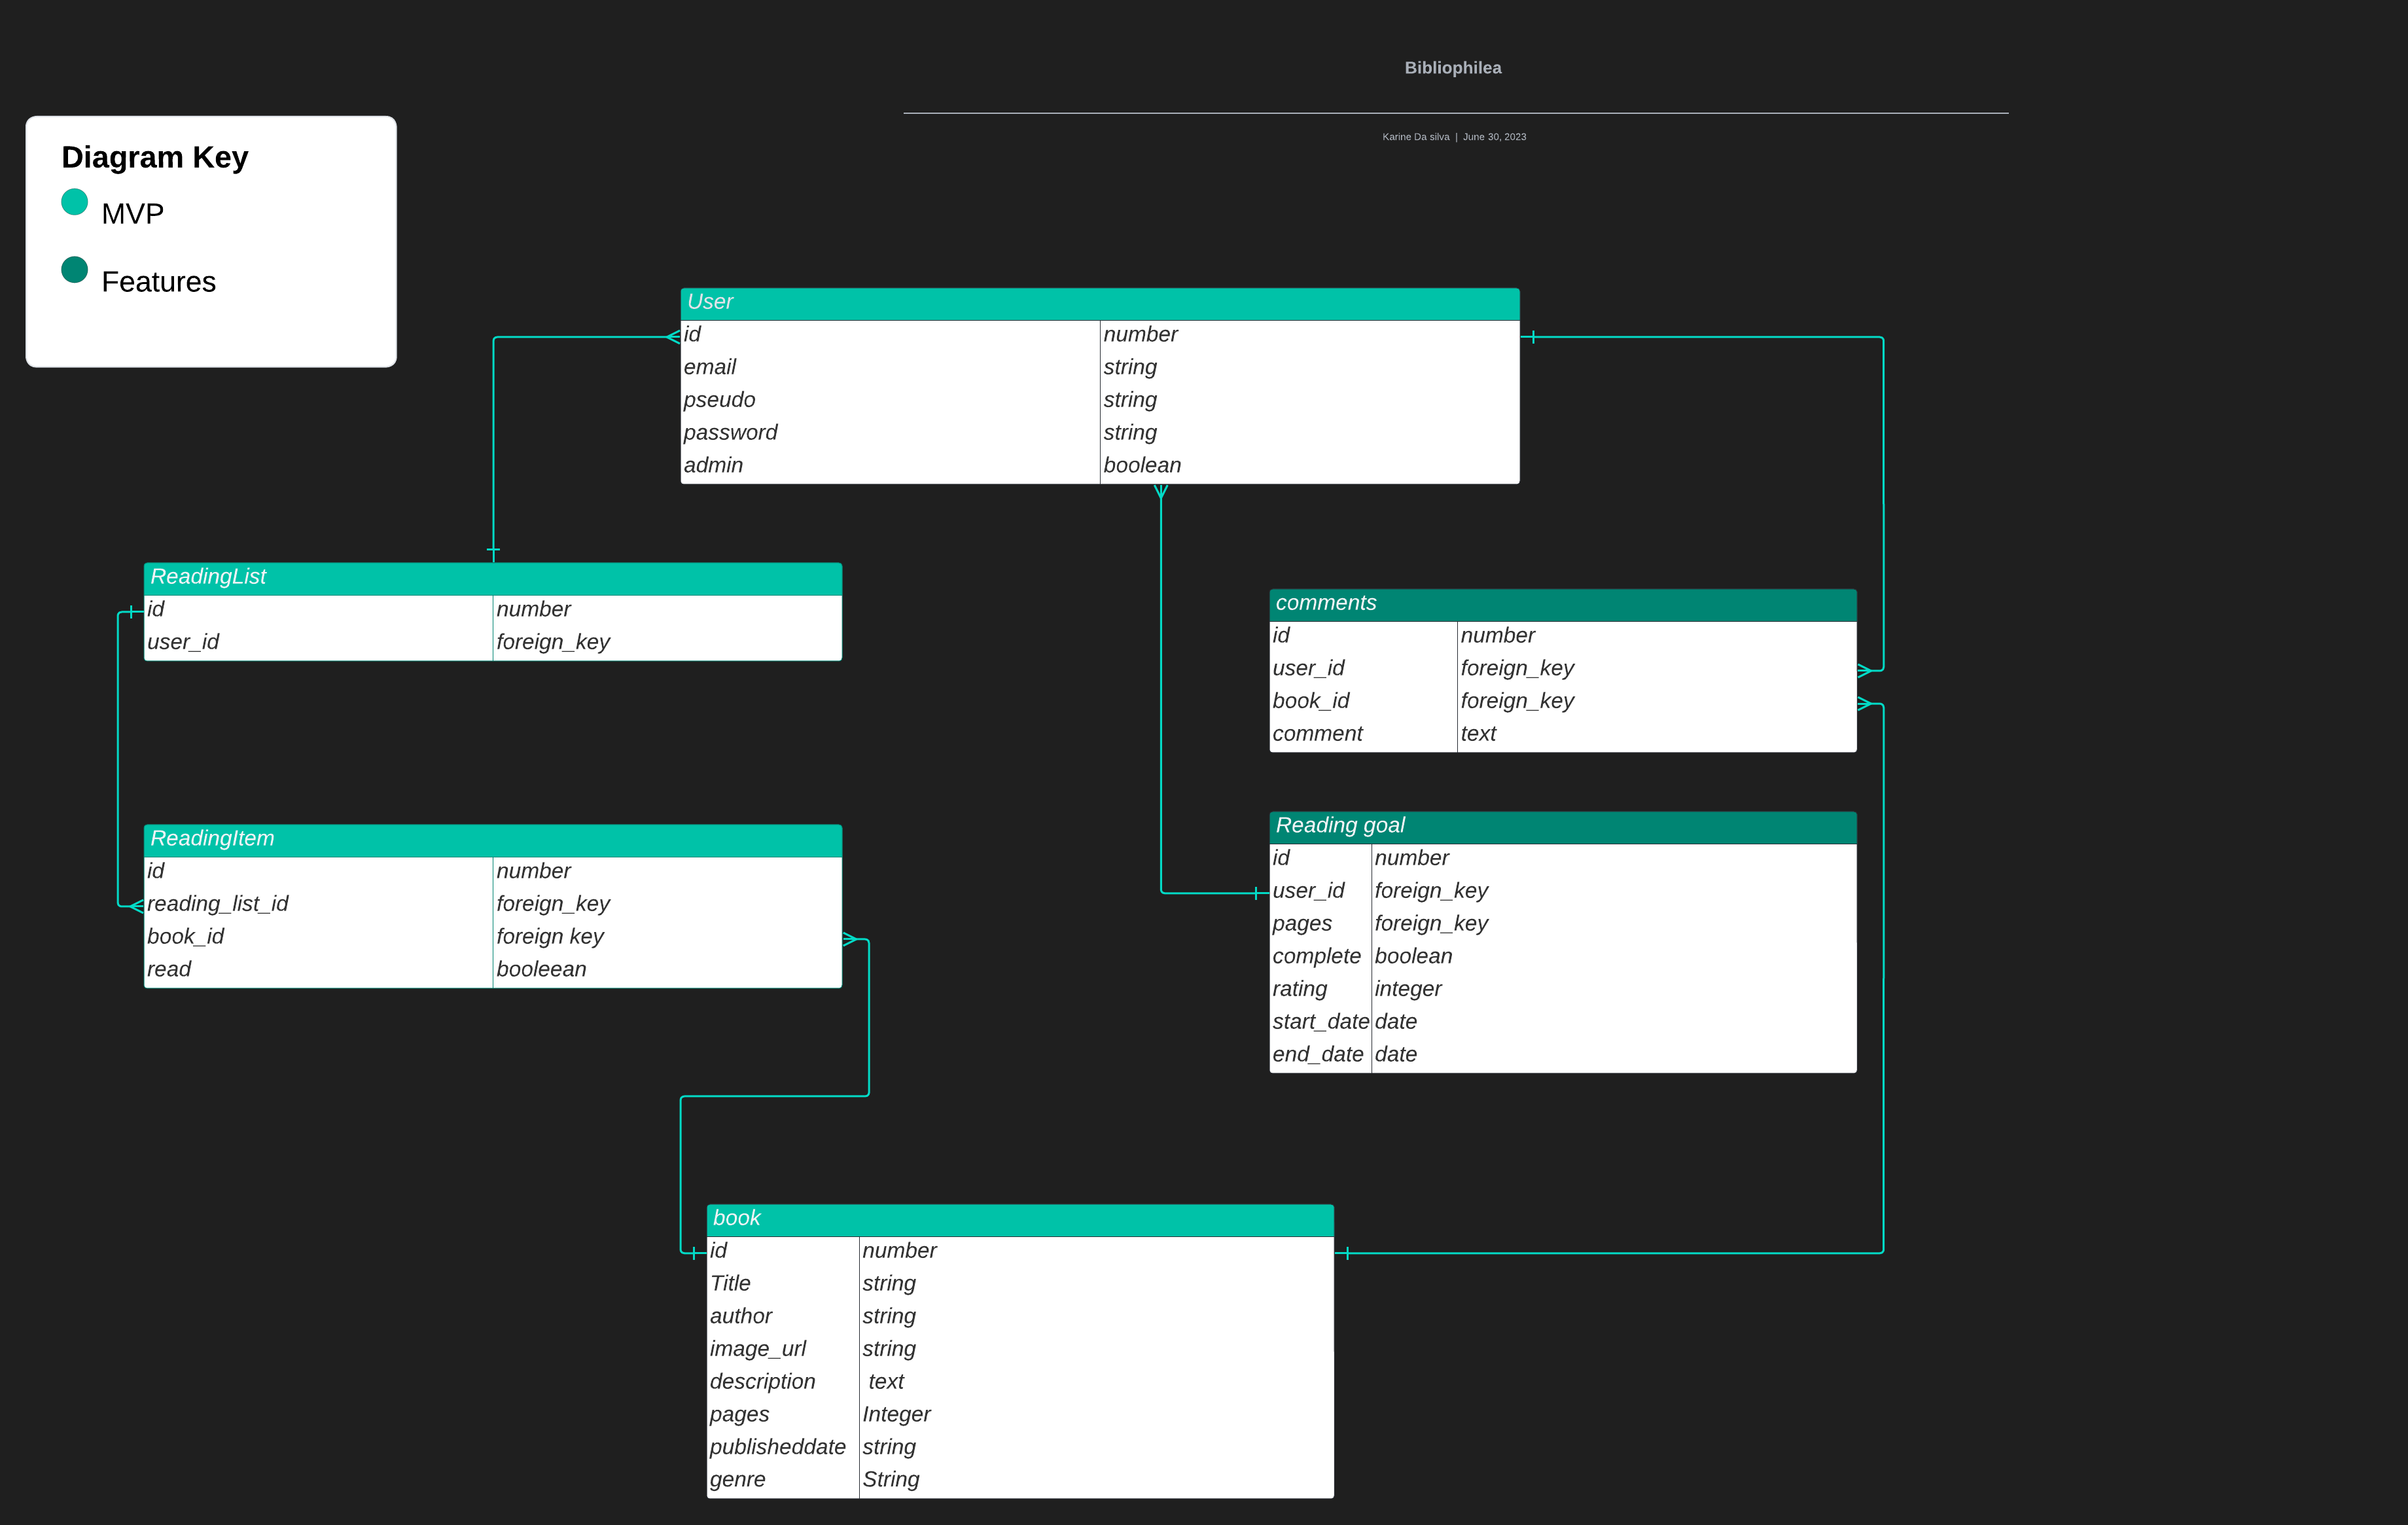 Bibliophilea
Karine Da silva | June 30, 2023
Diagram Key
MVP
Features
User
id number
email string
pseudo string
password string
admin boolean
ReadingList
id number
user_id foreign_key
comments
id number
user_id foreign_key
book_id foreign_key
comment text
ReadingItem
id number
reading_list_id foreign_key
book_id foreign key
read booleean
Reading goal
id number
user_id foreign_key
pages foreign_key
complete boolean
rating integer
start_date date
end_date date
book
id number
Title string
author string
image_url string
description text
pages Integer
publisheddate string
genre String